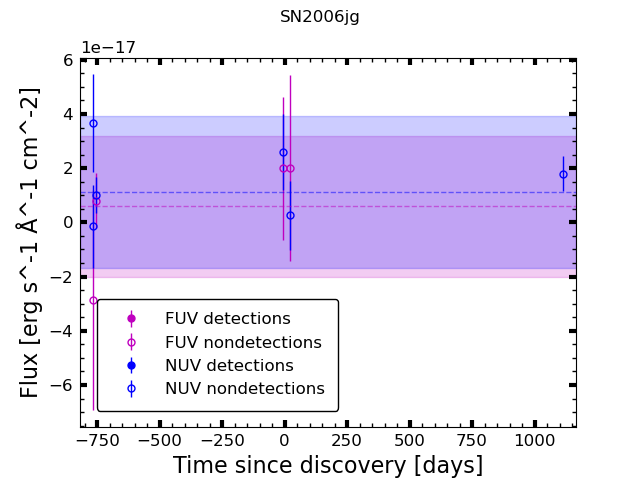 SN2006jg
1e−17
6
4
2
0
−2
−4
−6
Flux [erg s^-1 Å^-1 cm^-2]
FUV detections
FUV nondetections
NUV detections
NUV nondetections
−750 −500 −250 0 250 500 750 1000
Time since discovery [days]